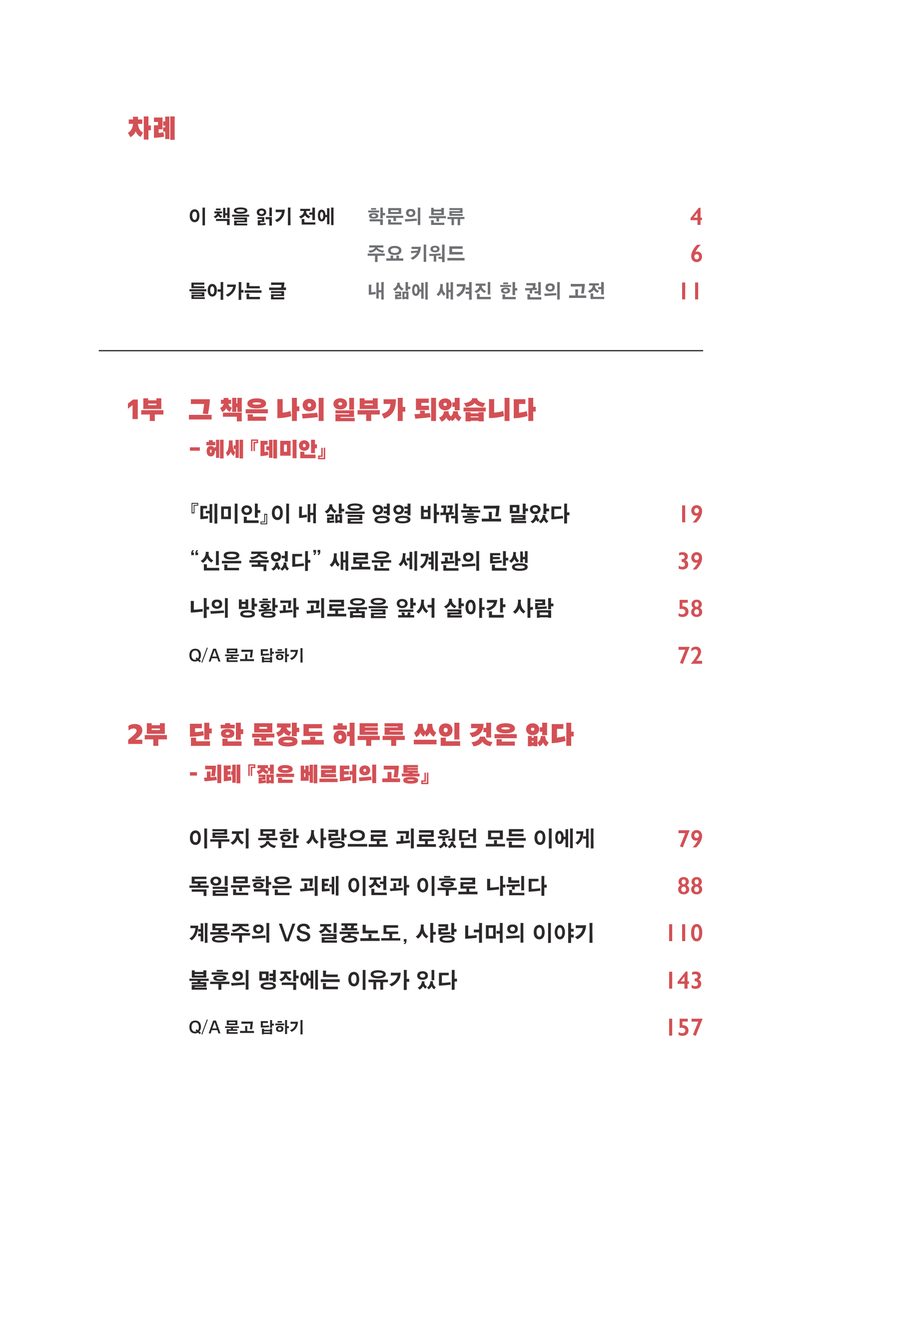 차례
이 책을 읽기 전에 학문의 분류 4
주요 키워드 6
들어가는 글 내 삶에 새겨진 한 권의 고전 11
1부 그 책은 나의 일부가 되었습니다
- 헤세 『데미안』
『데미안』이 내 삶을 영영 바꿔놓고 말았다 19
“신은 죽었다” 새로운 세계관의 탄생 39
나의 방황과 괴로움을 앞서 살아간 사람 58
Q/A 묻고 답하기 72
2부 단 한 문장도 허투루 쓰인 것은 없다
- 괴테 『젊은 베르터의 고통』
이루지 못한 사랑으로 괴로웠던 모든 이에게 79
독일문학은 괴테 이전과 이후로 나뉜다 88
계몽주의 VS 질풍노도, 사랑 너머의 이야기 110
불후의 명작에는 이유가 있다 143
Q/A 묻고 답하기 157